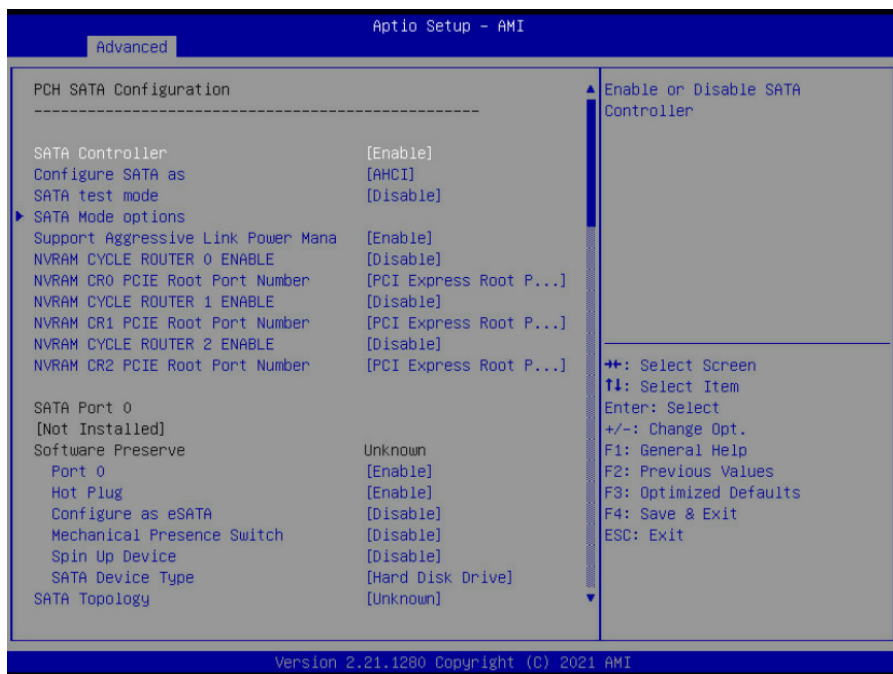 Aptio Setup – AMI
Advanced
PCH SATA Configuration
--------------------------------------------------
SATA Controller [Enable]
Configure SATA as [AHCI]
SATA test mode [Disable]
SATA Mode options
Support Aggressive Link Power Mana [Enable]
NVRAM CYCLE ROUTER 0 ENABLE [Disable]
NVRAM CR0 PCIE Root Port Number [PCI Express Root P...]
NVRAM CYCLE ROUTER 1 ENABLE [Disable]
NVRAM CR1 PCIE Root Port Number [PCI Express Root P...]
NVRAM CYCLE ROUTER 2 ENABLE [Disable]
NVRAM CR2 PCIE Root Port Number [PCI Express Root P...]
SATA Port 0
[Not Installed]
Software Preserve Unknown
Port 0 [Enable]
Hot Plug [Enable]
Configure as eSATA [Disable]
Mechanical Presence Switch [Disable]
Spin Up Device [Disable]
SATA Device Type [Hard Disk Drive]
SATA Topology [Unknown]
Enable or Disable SATA
Controller
→←: Select Screen
↑↓: Select Item
Enter: Select
+/-: Change Opt.
F1: General Help
F2: Previous Values
F3: Optimized Defaults
F4: Save & Exit
ESC: Exit
Version 2.21.1280 Copyright (C) 2021 AMI